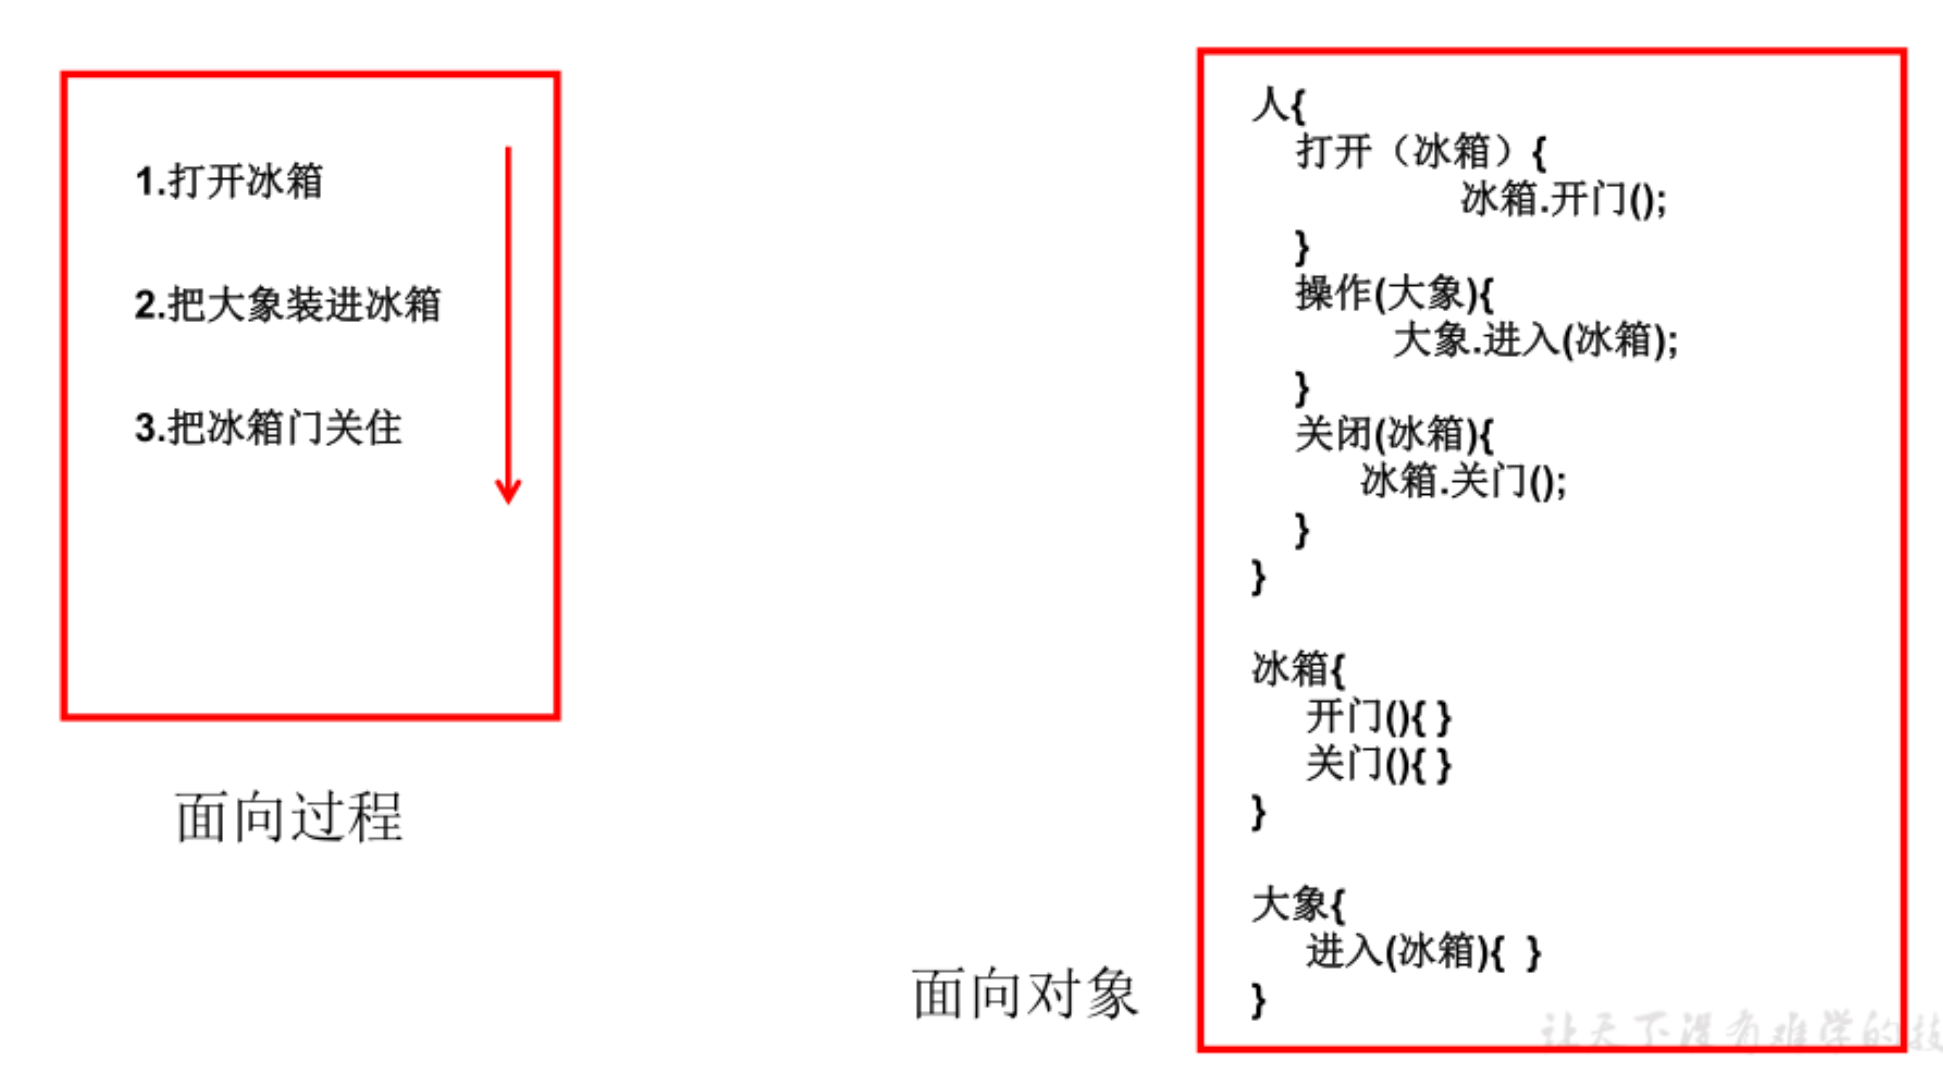 1.打开冰箱
2.把大象装进冰箱
3.把冰箱门关住
面向过程
人{
打开（冰箱）{
冰箱.开门();
}
操作(大象){
大象.进入(冰箱);
}
关闭(冰箱){
冰箱.关门();
}
}
冰箱{
开门(){ }
关门(){ }
}
大象{
进入(冰箱){  }
}
面向对象
让天下没有难学的技